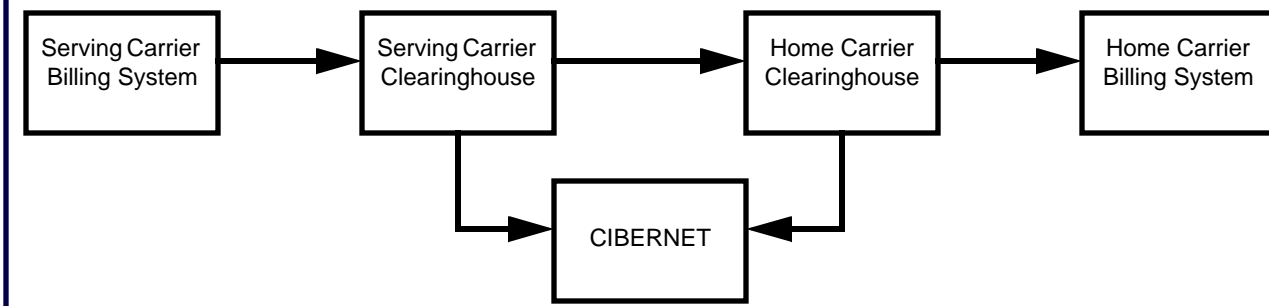 Serving Carrier
Billing System
Serving Carrier
Clearinghouse
Home Carrier
Clearinghouse
Home Carrier
Billing System
CIBERNET